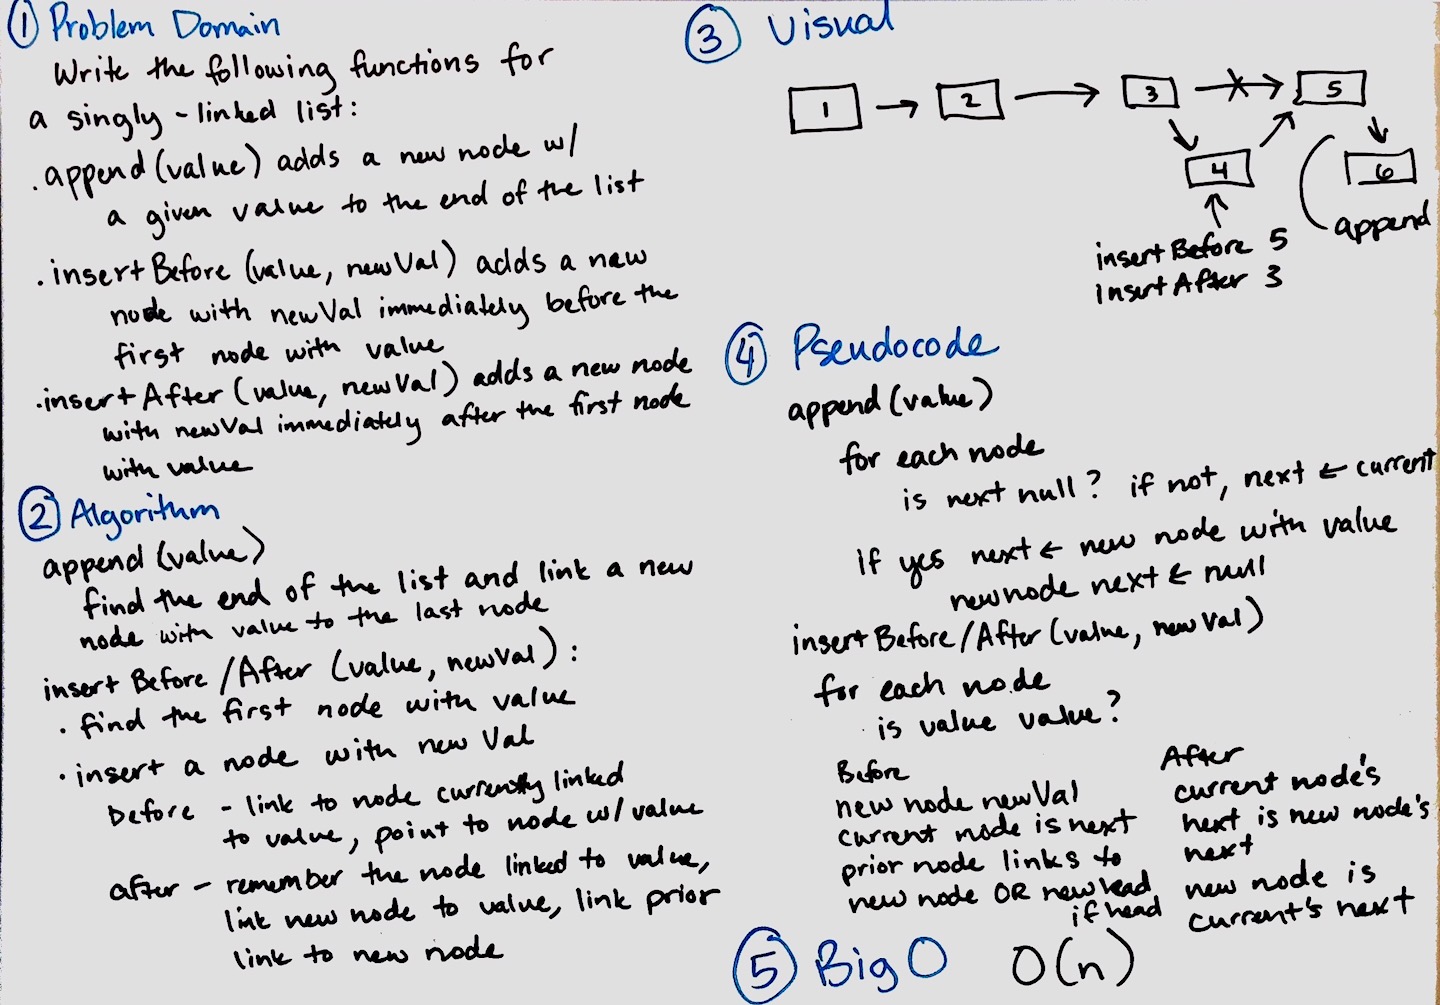 ① Problem Domain
Write the following functions for
a singly-linked list:
. append(value) adds a new node w/
a given value to the end of the list
. insertBefore (value, newVal) adds a new
node with newVal immediately before the
first node with value
. insertAfter (value, newVal) adds a new node
with newVal immediately after the first node
with value
② Algorithm
append (value)
find the end of the list and link a new
node with value to the last node
insert Before / After (value, newVal):
• find the first node with value
• insert a node with new Val
before - link to node currently linked
to value, point to node w/ value
after - remember the node linked to value,
link new node to value, link prior
link to new node
③ Visual
1 → 2 → 3 → 5
4
6
append
insertBefore 5
insertAfter 3
④ Pseudocode
append(value)
for each node
is next null? if not, next ← current
If yes next ← new node with value
newnode next ← null
insertBefore/After (value, newVal)
for each node
is value value?
Before
new node newVal
current node is next
prior node links to
new node OR newhead
if head
After
current node's
next is new node's
next
new node is
current's next
⑤ Big O O(n)